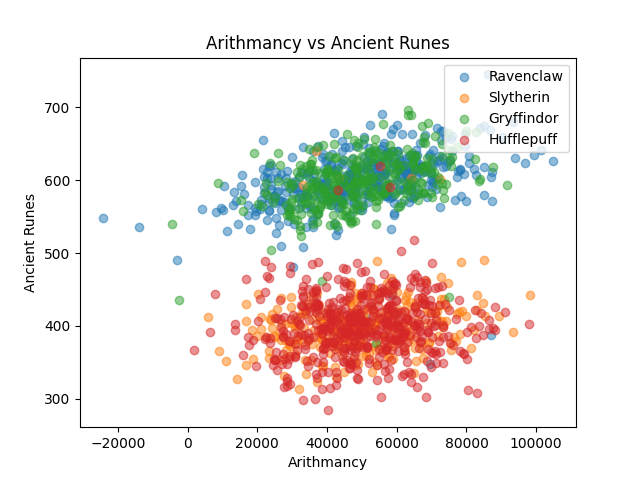 Arithmancy vs Ancient Runes
Ravenclaw
Slytherin
Gryffindor
Hufflepuff
700
600
500
400
300
Ancient Runes
−20000 0 20000 40000 60000 80000 100000
Arithmancy